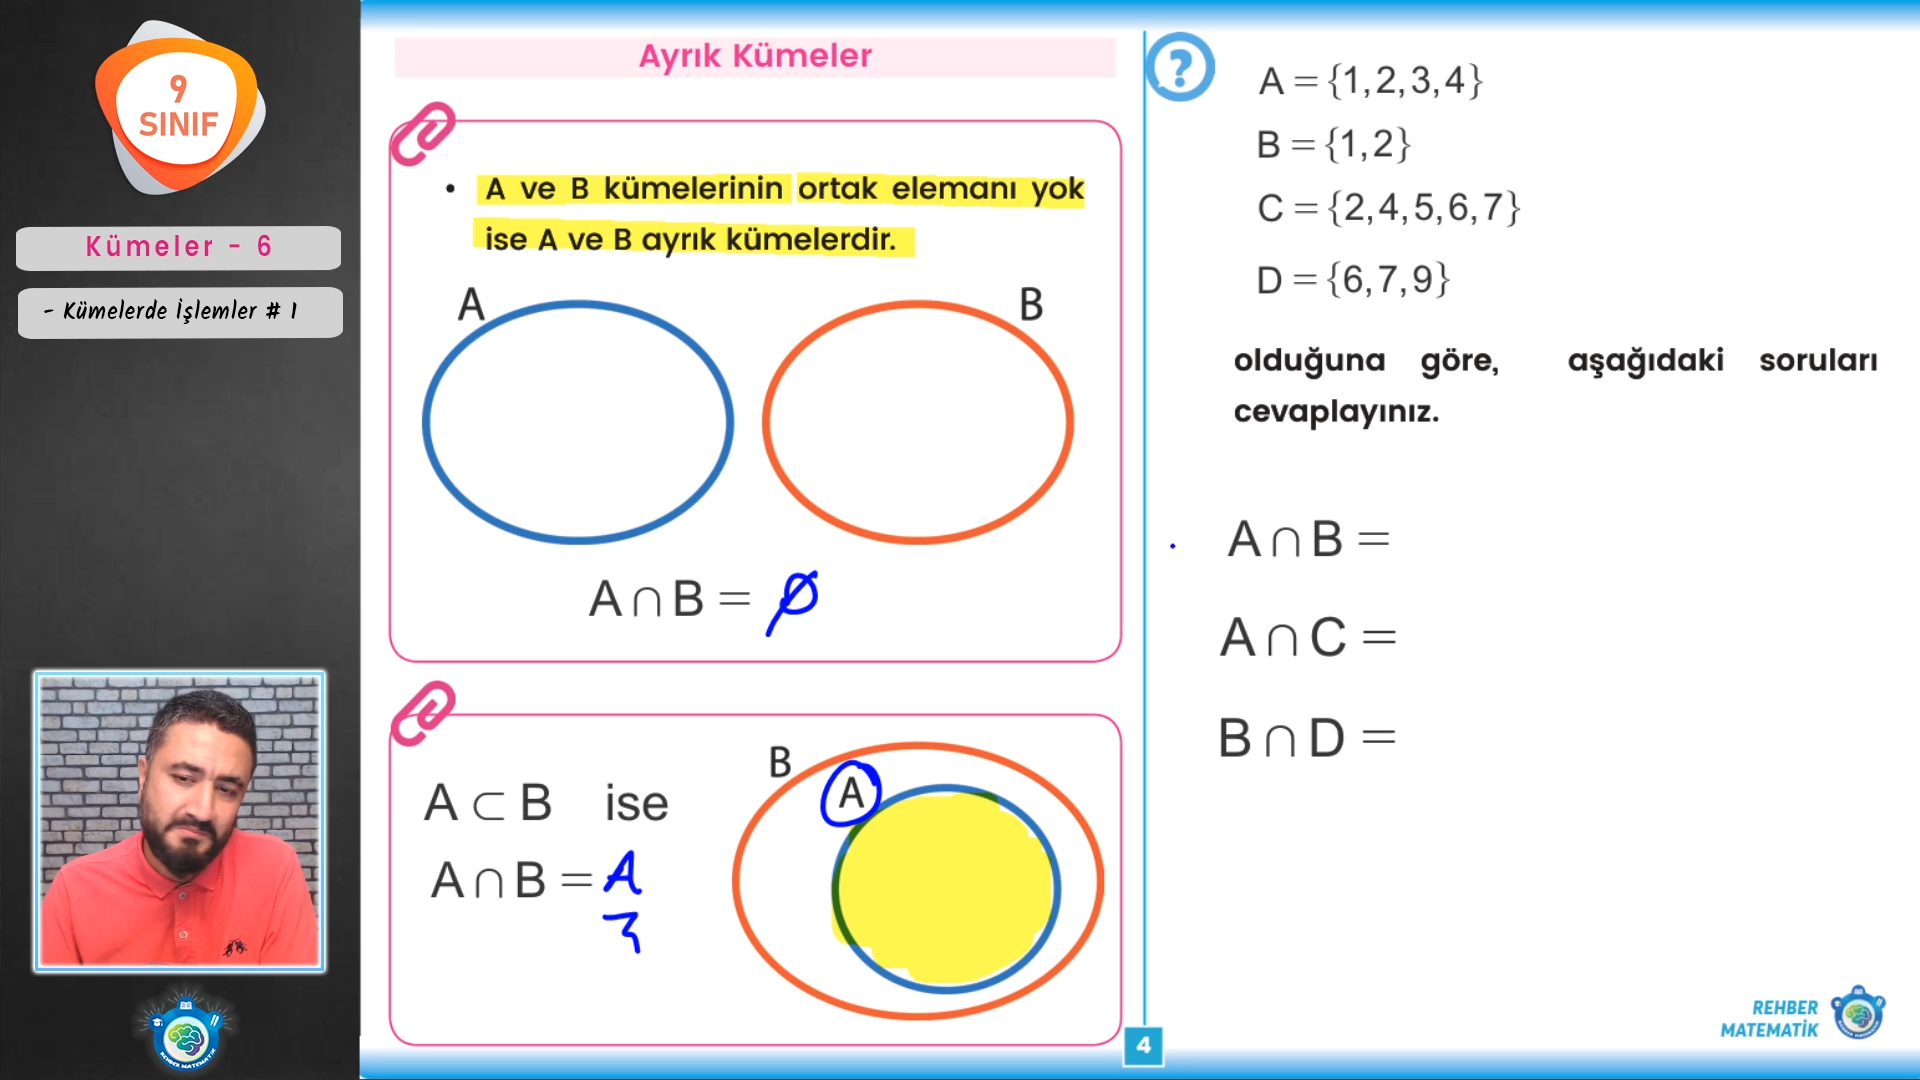 9
SINIF
Kümeler - 6
- Kümelerde İşlemler # 1
Ayrık Kümeler
• A ve B kümelerinin ortak elemanı yok
ise A ve B ayrık kümelerdir.
A
B
A ∩ B = ∅
A ⊂ B ise
A ∩ B = A
B
A
A = {1, 2, 3, 4}
B = {1, 2}
C = {2, 4, 5, 6, 7}
D = {6, 7, 9}
olduğuna göre, aşağıdaki soruları
cevaplayınız.
A ∩ B =
A ∩ C =
B ∩ D =
4
REHBER
MATEMATİK
REHBER MATEMATİK